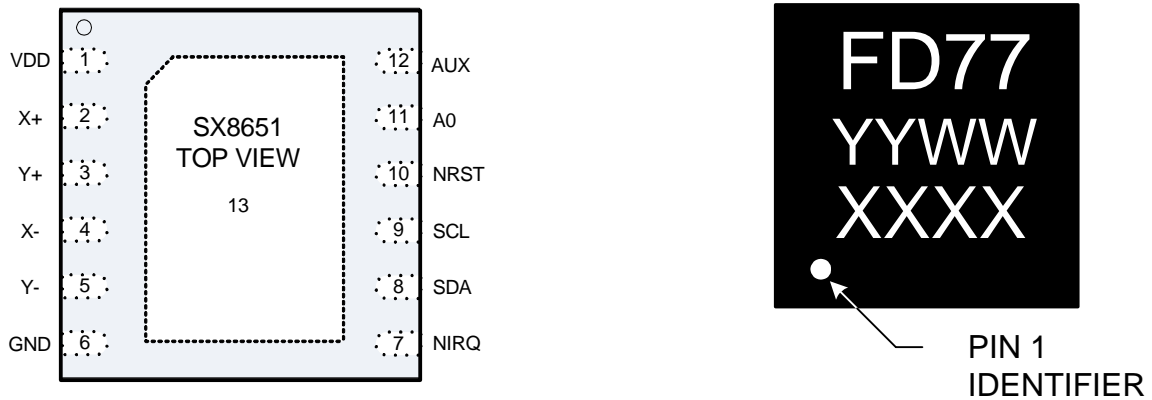 VDD 1
X+ 2
Y+ 3
X- 4
Y- 5
GND 6
SX8651
TOP VIEW
13
12 AUX
11 A0
10 NRST
9 SCL
8 SDA
7 NIRQ
FD77
YYWW
XXXX
PIN 1
IDENTIFIER